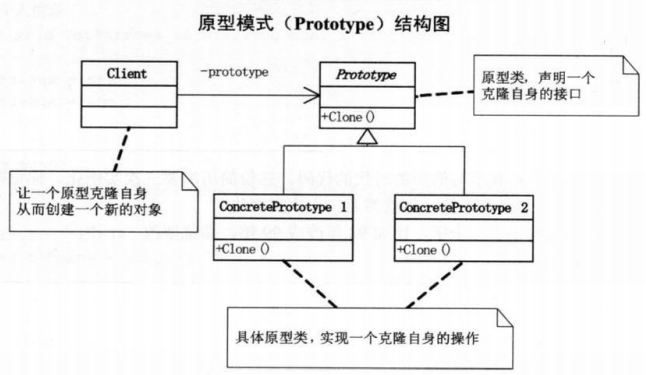 原型模式（Prototype）结构图
Client
-prototype
Prototype
+Clone()
原型类，声明一个
克隆自身的接口
让一个原型克隆自身
从而创建一个新的对象
ConcretePrototype 1
+Clone()
ConcretePrototype 2
+Clone()
具体原型类，实现一个克隆自身的操作